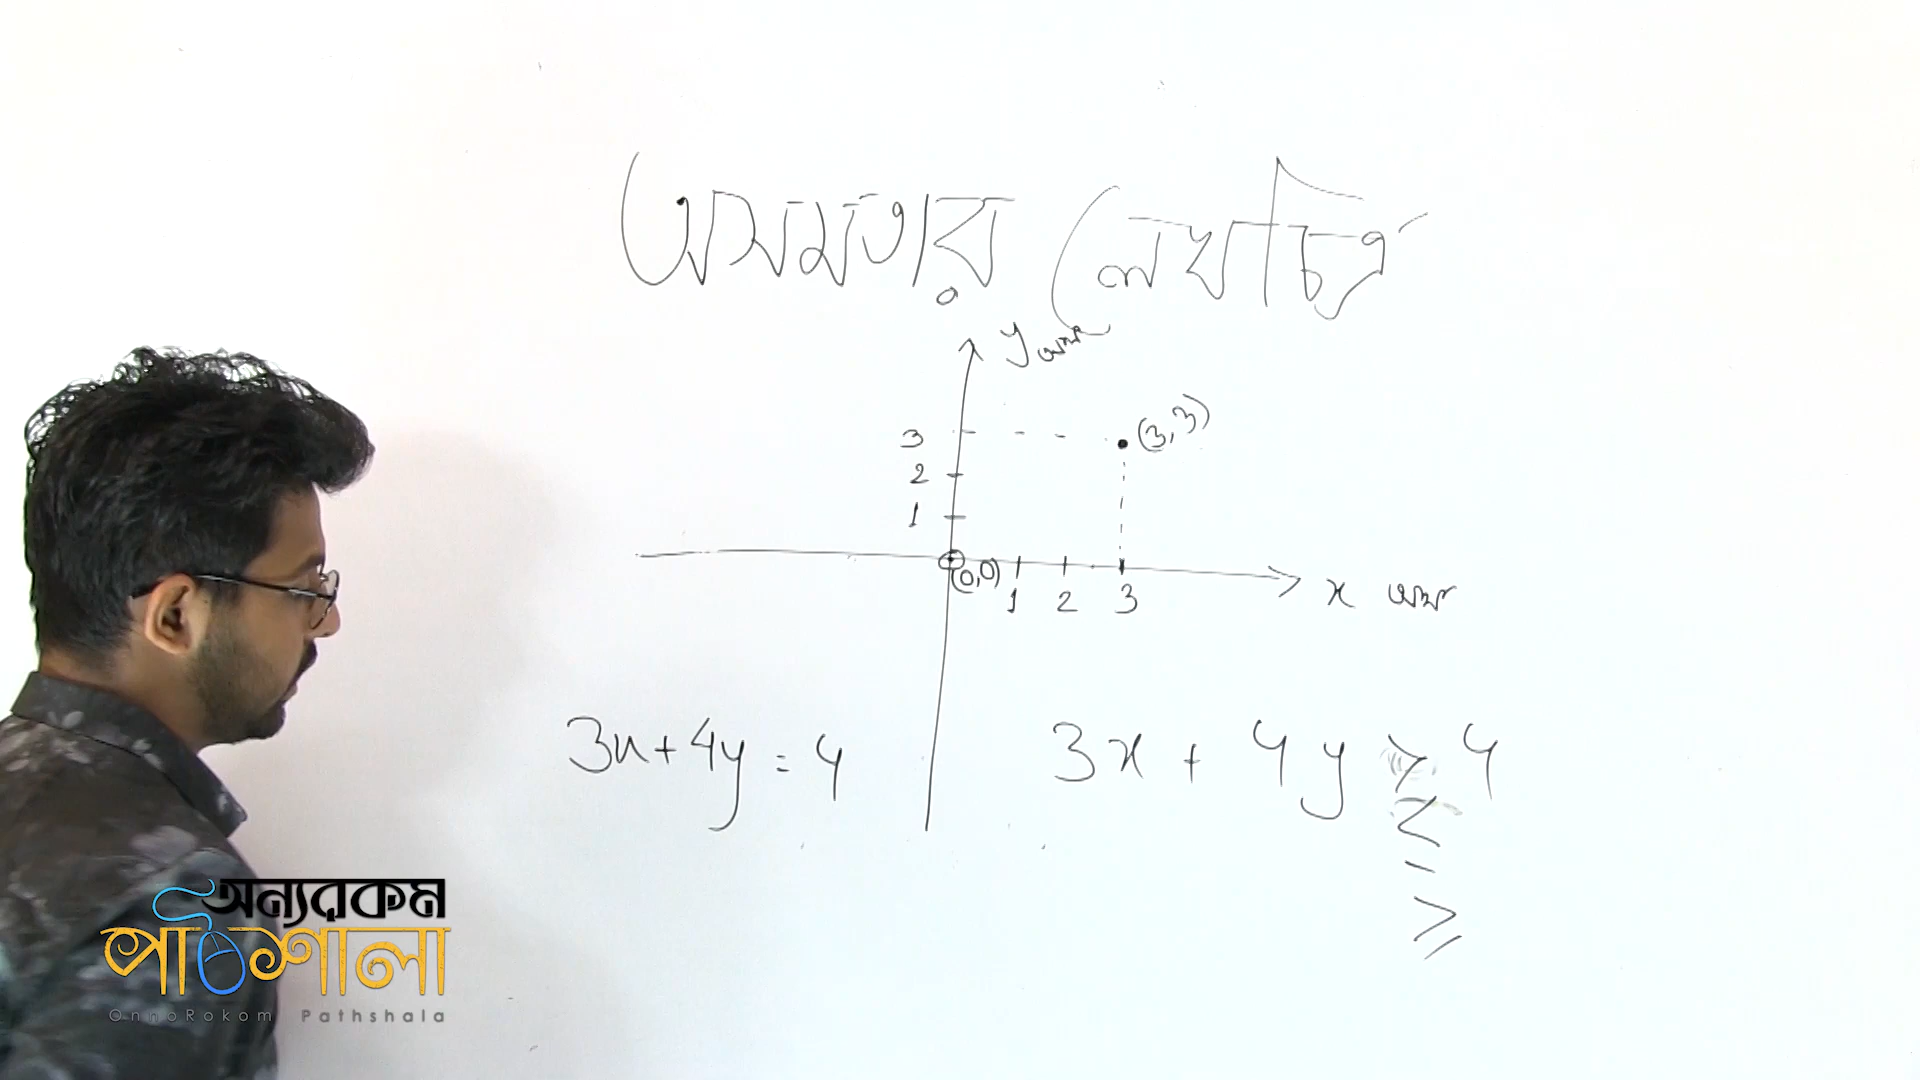 অসমতার লেখচিত্র
y অক্ষ
3
(3,3)
2
1
(0,0)
1 2 3
x অক্ষ
3x+4y = 4
3x + 4y > 4
<
≤
≥
অন্যরকম
পাঠশালা
OnnoRokom Pathshala